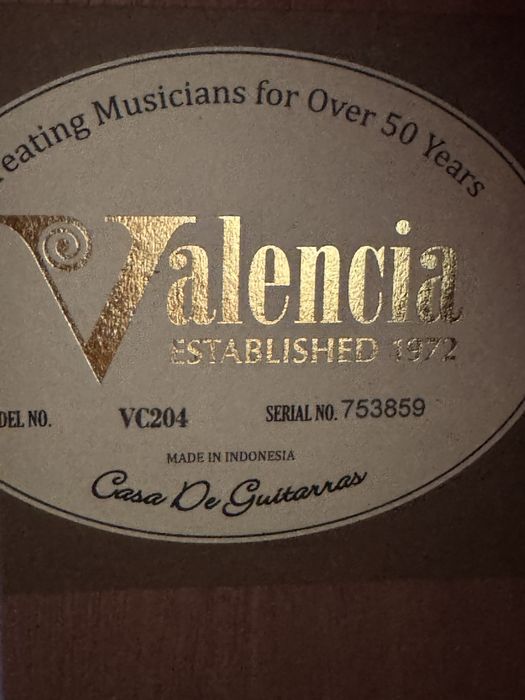 reating Musicians for Over 50 Years
Valencia
ESTABLISHED 1972
DEL NO. VC204 SERIAL NO. 753859
MADE IN INDONESIA
Casa De Guitarras